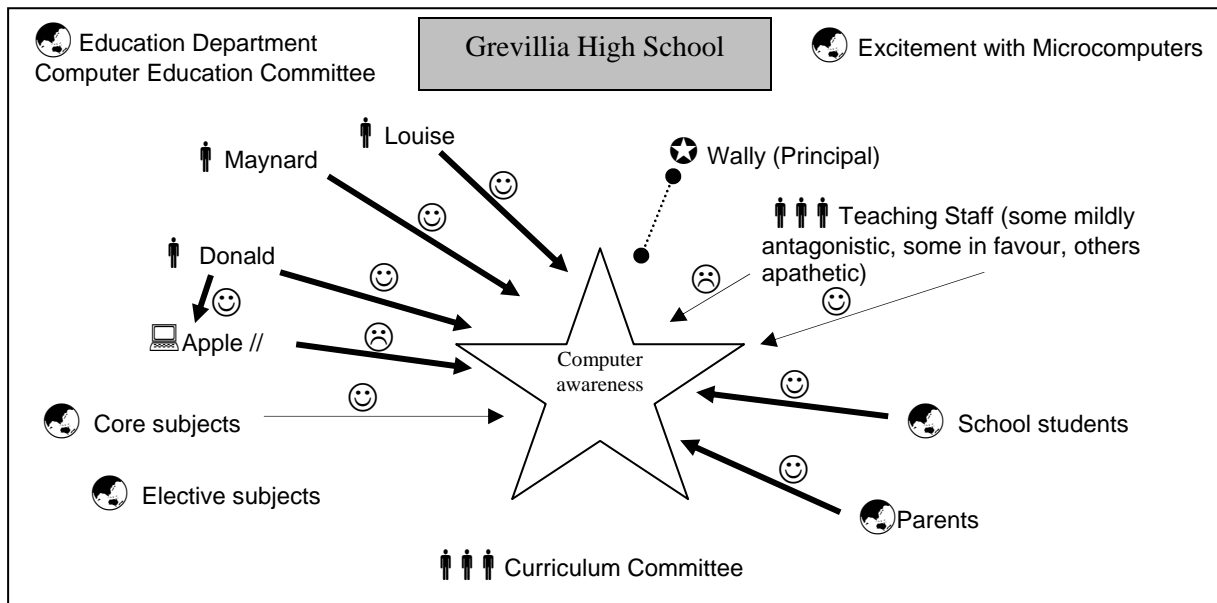 Education Department
Computer Education Committee
Grevillia High School
Excitement with Microcomputers
Louise
Maynard
Wally (Principal)
Teaching Staff (some mildly
antagonistic, some in favour, others
apathetic)
Donald
Apple //
Computer
awareness
Core subjects
School students
Elective subjects
Parents
Curriculum Committee